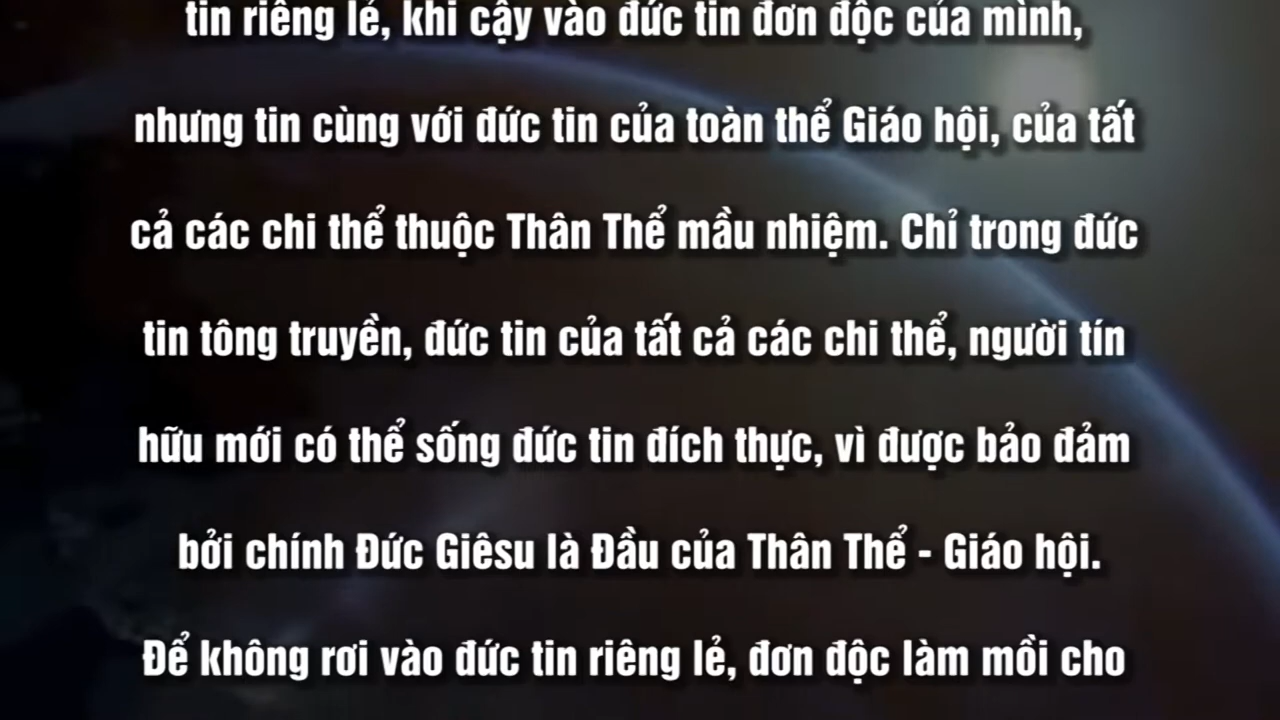 tin riêng lẻ, khi cậy vào đức tin đơn độc của mình,
nhưng tin cùng với đức tin của toàn thể Giáo hội, của tất
cả các chi thể thuộc Thân Thể mầu nhiệm. Chỉ trong đức
tin tông truyền, đức tin của tất cả các chi thể, người tín
hữu mới có thể sống đức tin đích thực, vì được bảo đảm
bởi chính Đức Giêsu là Đầu của Thân Thể - Giáo hội.
Để không rơi vào đức tin riêng lẻ, đơn độc làm mồi cho